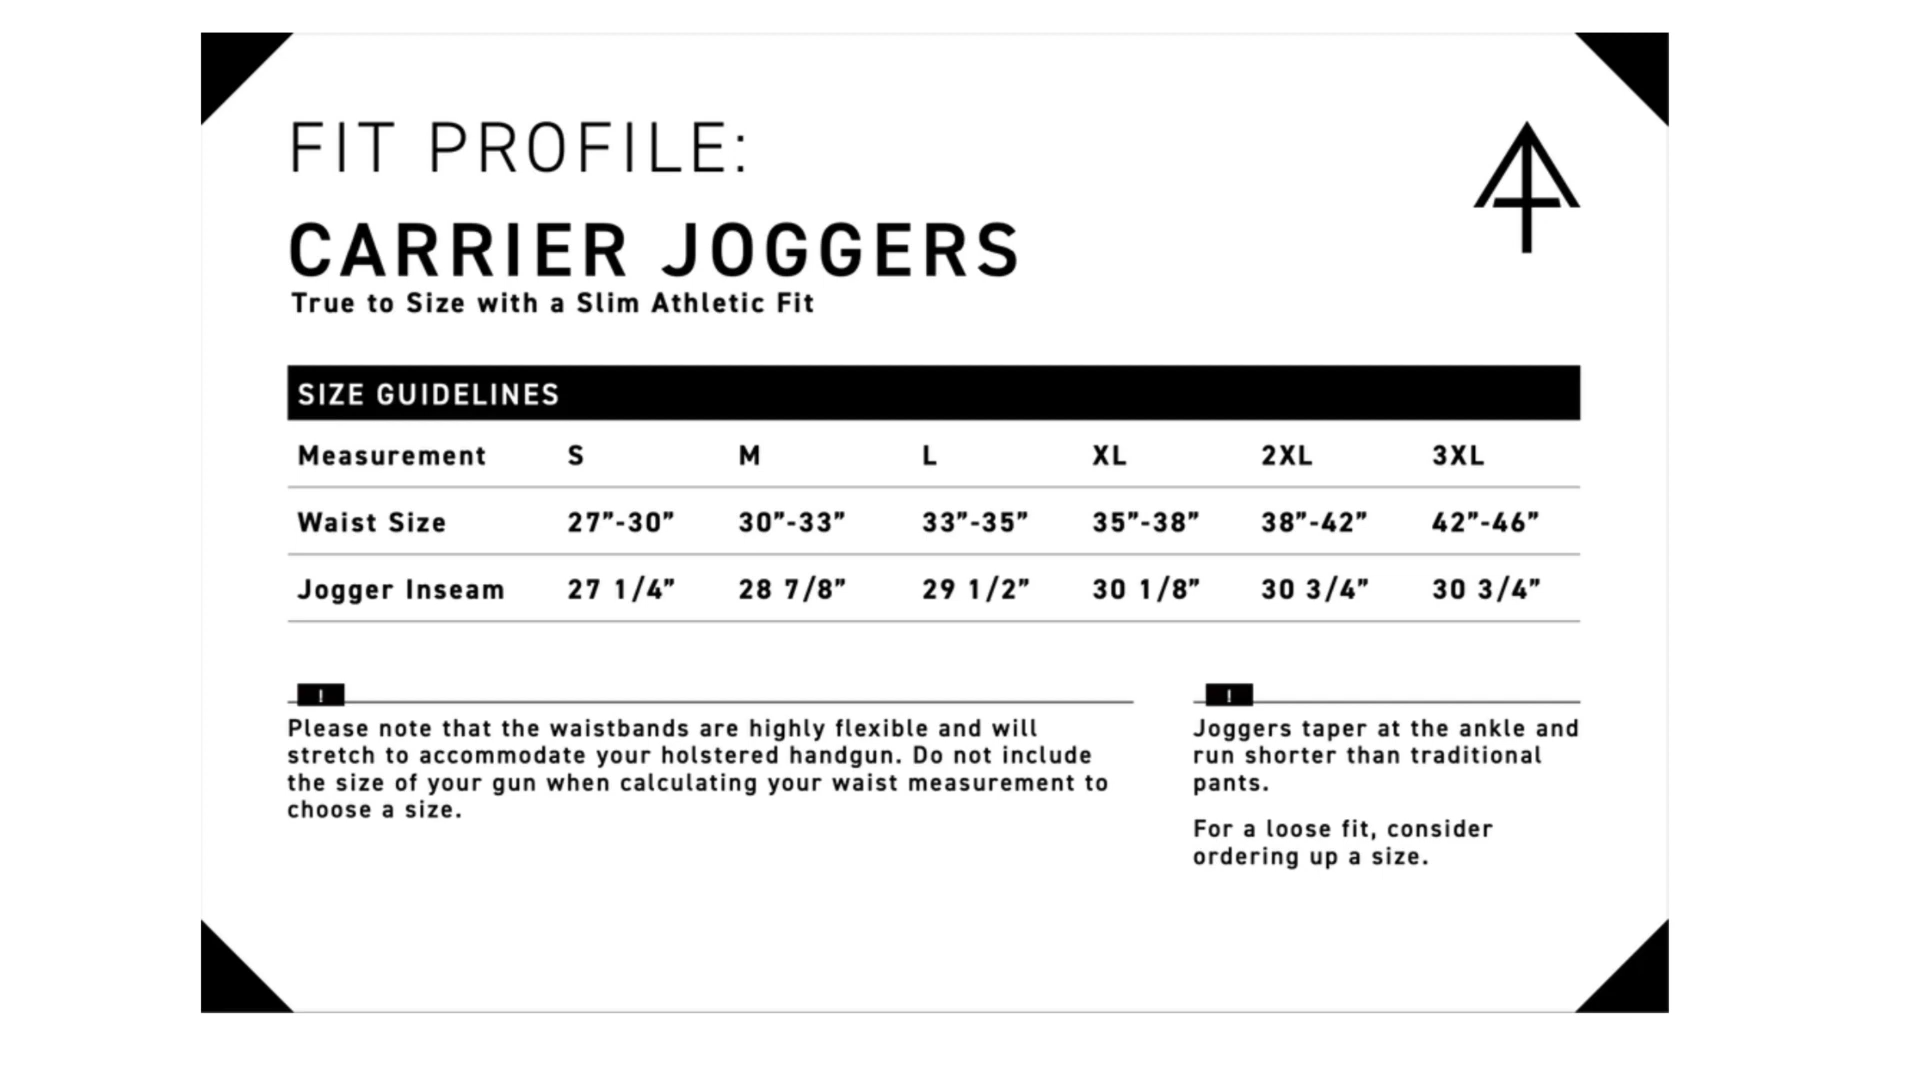 FIT PROFILE:
CARRIER JOGGERS
True to Size with a Slim Athletic Fit
SIZE GUIDELINES
Measurement S M L XL 2XL 3XL
Waist Size 27”-30” 30”-33” 33”-35” 35”-38” 38”-42” 42”-46”
Jogger Inseam 27 1/4” 28 7/8” 29 1/2” 30 1/8” 30 3/4” 30 3/4”
!
Please note that the waistbands are highly flexible and will
stretch to accommodate your holstered handgun. Do not include
the size of your gun when calculating your waist measurement to
choose a size.
!
Joggers taper at the ankle and
run shorter than traditional
pants.
For a loose fit, consider
ordering up a size.